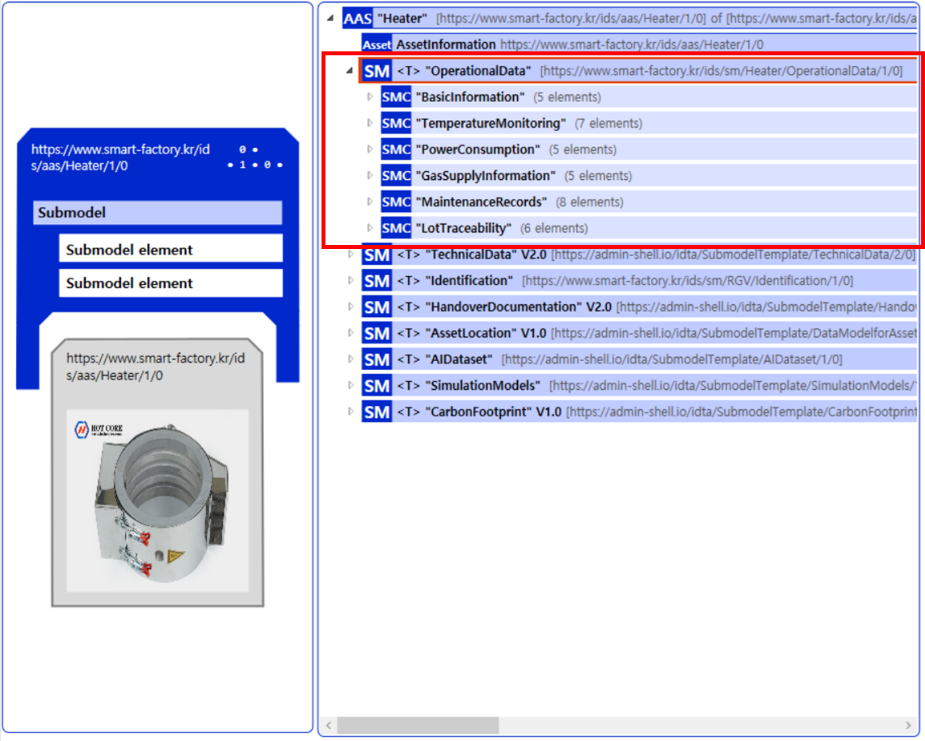 https://www.smart-factory.kr/id
s/aas/Heater/1/0
0
1 0
Submodel
Submodel element
Submodel element
https://www.smart-factory.kr/id
s/aas/Heater/1/0
HOT CORE
AAS "Heater" [https://www.smart-factory.kr/ids/aas/Heater/1/0] of [https://www.smart-factory.kr/ids/a
Asset AssetInformation https://www.smart-factory.kr/ids/aas/Heater/1/0
SM <T> "OperationalData" [https://www.smart-factory.kr/ids/sm/Heater/OperationalData/1/0]
SMC "BasicInformation" (5 elements)
SMC "TemperatureMonitoring" (7 elements)
SMC "PowerConsumption" (5 elements)
SMC "GasSupplyInformation" (5 elements)
SMC "MaintenanceRecords" (8 elements)
SMC "LotTraceability" (6 elements)
SM <T> "TechnicalData" V2.0 [https://admin-shell.io/idta/SubmodelTemplate/TechnicalData/2/0]
SM <T> "Identification" [https://www.smart-factory.kr/ids/sm/RGV/Identification/1/0]
SM <T> "HandoverDocumentation" V2.0 [https://admin-shell.io/idta/SubmodelTemplate/Handov
SM <T> "AssetLocation" V1.0 [https://admin-shell.io/idta/SubmodelTemplate/DataModelforAsset
SM <T> "AIDataset" [https://admin-shell.io/idta/SubmodelTemplate/AIDataset/1/0]
SM <T> "SimulationModels" [https://admin-shell.io/idta/SubmodelTemplate/SimulationModels/
SM <T> "CarbonFootprint" V1.0 [https://admin-shell.io/idta/SubmodelTemplate/CarbonFootprint